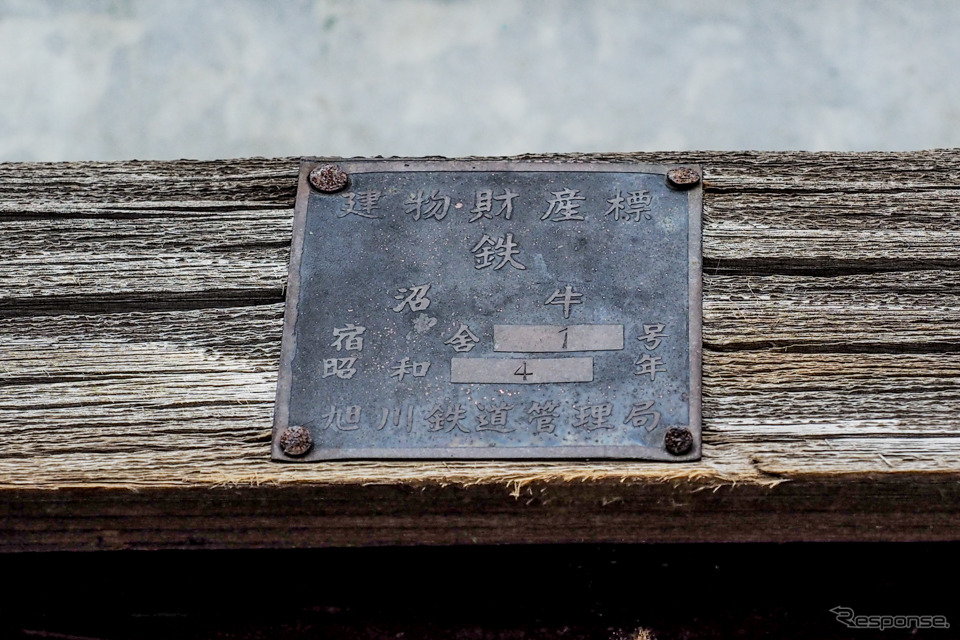 建物財産標
鉄
沼牛
宿舎 1 号
昭和 4 年
旭川鉄道管理局
Response.